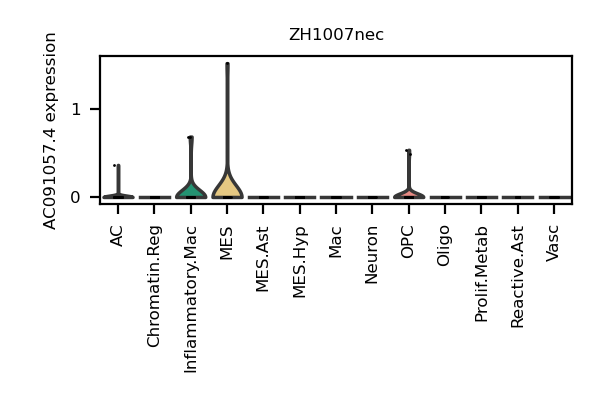 ZH1007nec
AC091057.4 expression
1
0
AC
Chromatin.Reg
Inflammatory.Mac
MES
MES.Ast
MES.Hyp
Mac
Neuron
OPC
Oligo
Prolif.Metab
Reactive.Ast
Vasc